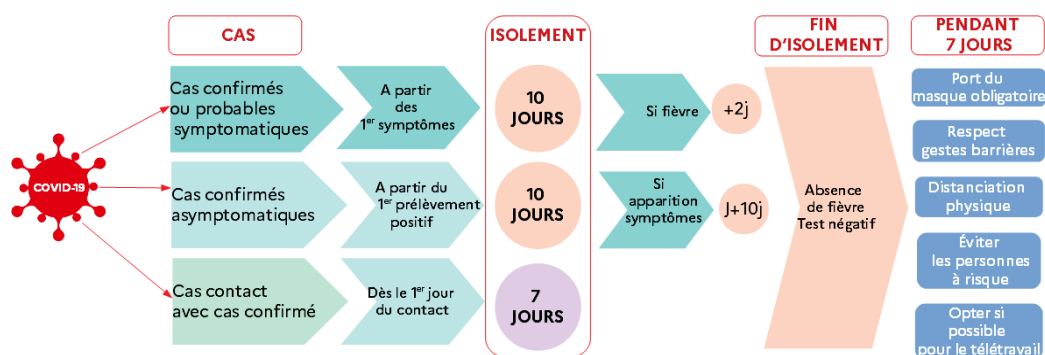 CAS
ISOLEMENT
FIN
D'ISOLEMENT
PENDANT
7 JOURS
COVID-19
Cas confirmés
ou probables
symptomatiques
A partir
des
1er symptômes
10
JOURS
Si fièvre
+2j
Cas confirmés
asymptomatiques
A partir du
1er prélèvement
positif
10
JOURS
Si
apparition
symptômes
J+10j
Cas contact
avec cas confirmé
Dès le 1er jour
du contact
7
JOURS
Absence
de fièvre
Test négatif
Port du
masque obligatoire
Respect
gestes barrières
Distanciation
physique
Éviter
les personnes
à risque
Opter si
possible
pour le télétravail